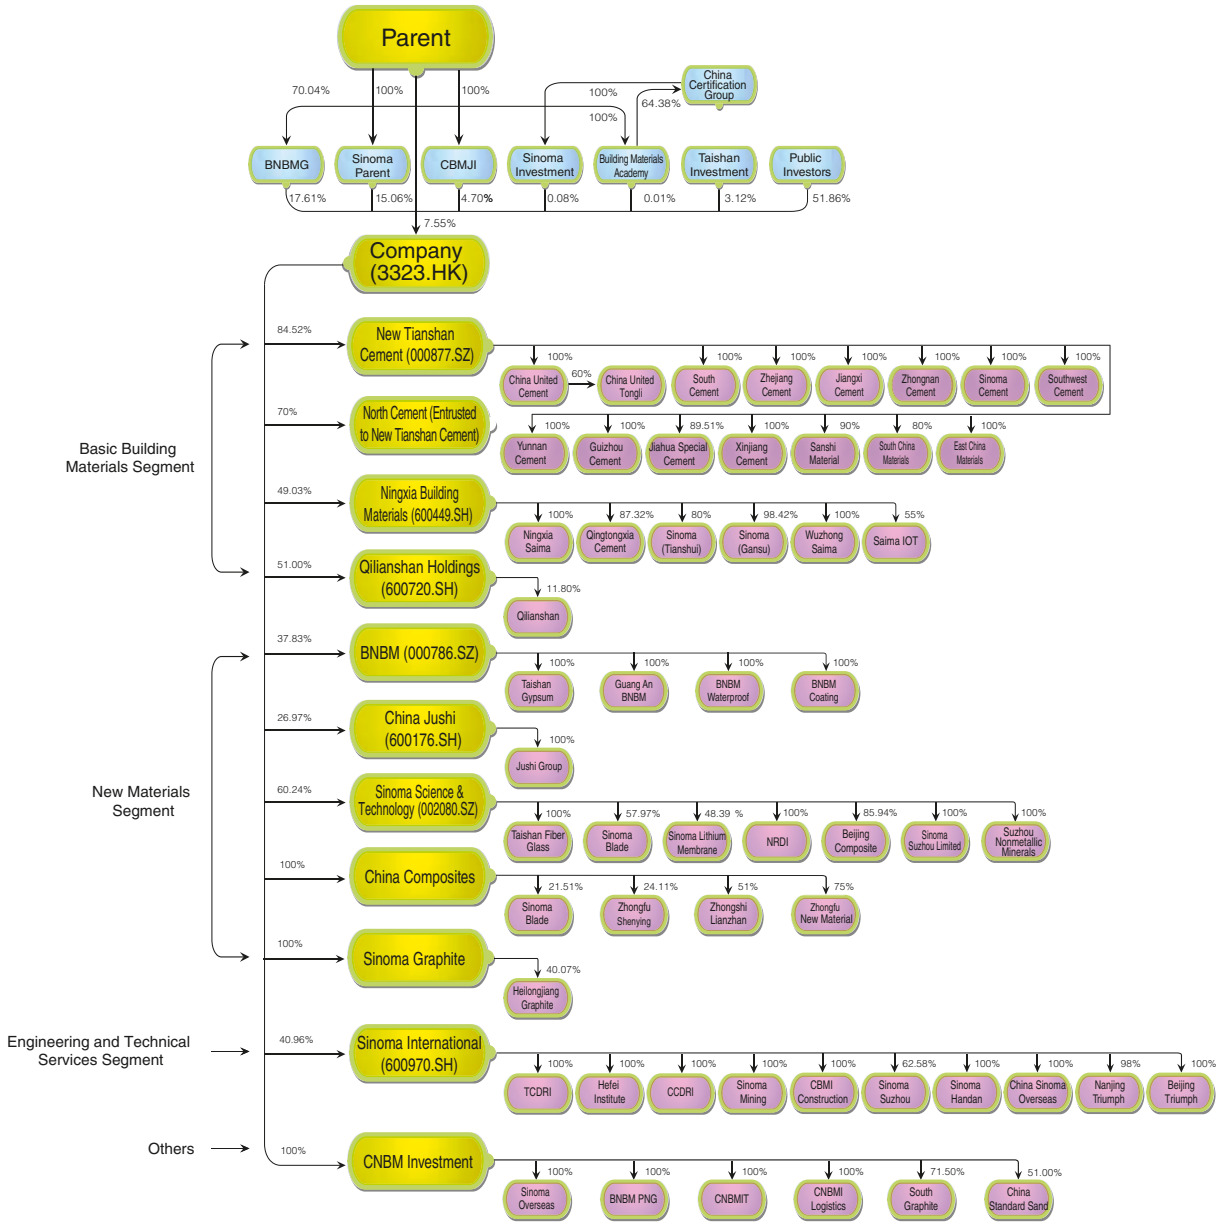 Parent
70.04%
100%
100%
100%
100%
64.38%
China
Certification
Group
BNBMG
Sinoma
Parent
CBMJI
Sinoma
Investment
Building Materials
Academy
Taishan
Investment
Public
Investors
17.61%
15.06%
4.70%
0.08%
0.01%
3.12%
51.86%
7.55%
Company
(3323.HK)
Basic Building
Materials Segment
84.52%
New Tianshan
Cement (000877.SZ)
100%
China United
Cement
60%
China United
Tongli
100%
South
Cement
100%
Zhejiang
Cement
100%
Jiangxi
Cement
100%
Zhongnan
Cement
100%
Sinoma
Cement
100%
Southwest
Cement
70%
North Cement (Entrusted
to New Tianshan Cement)
100%
Yunnan
Cement
100%
Guizhou
Cement
89.51%
Jiahua Special
Cement
100%
Xinjiang
Cement
90%
Sanshi
Material
80%
South China
Materials
100%
East China
Materials
49.03%
Ningxia Building
Materials (600449.SH)
100%
Ningxia
Saima
87.32%
Qingtongxia
Cement
80%
Sinoma
(Tianshui)
98.42%
Sinoma
(Gansu)
100%
Wuzhong
Saima
55%
Saima IOT
51.00%
Qilianshan Holdings
(600720.SH)
11.80%
Qilianshan
New Materials
Segment
37.83%
BNBM (000786.SZ)
100%
Taishan
Gypsum
100%
Guang An
BNBM
100%
BNBM
Waterproof
100%
BNBM
Coating
26.97%
China Jushi
(600176.SH)
100%
Jushi Group
60.24%
Sinoma Science &
Technology (002080.SZ)
100%
Taishan Fiber
Glass
57.97%
Sinoma
Blade
48.39 %
Sinoma Lithium
Membrane
100%
NRDI
85.94%
Beijing
Composite
100%
Sinoma
Suzhou Limited
100%
Suzhou
Nonmetallic
Minerals
100%
China Composites
21.51%
Sinoma
Blade
24.11%
Zhongfu
Shenying
51%
Zhongshi
Lianzhan
75%
Zhongfu
New Material
100%
Sinoma Graphite
40.07%
Heilongjiang
Graphite
Engineering and Technical
Services Segment
40.96%
Sinoma International
(600970.SH)
100%
TCDRI
100%
Hefei
Institute
100%
CCDRI
100%
Sinoma
Mining
100%
CBMI
Construction
62.58%
Sinoma
Suzhou
100%
Sinoma
Handan
100%
China Sinoma
Overseas
98%
Nanjing
Triumph
100%
Beijing
Triumph
Others
100%
CNBM Investment
100%
Sinoma
Overseas
100%
BNBM PNG
100%
CNBMIT
100%
CNBMI
Logistics
71.50%
South
Graphite
51.00%
China
Standard Sand